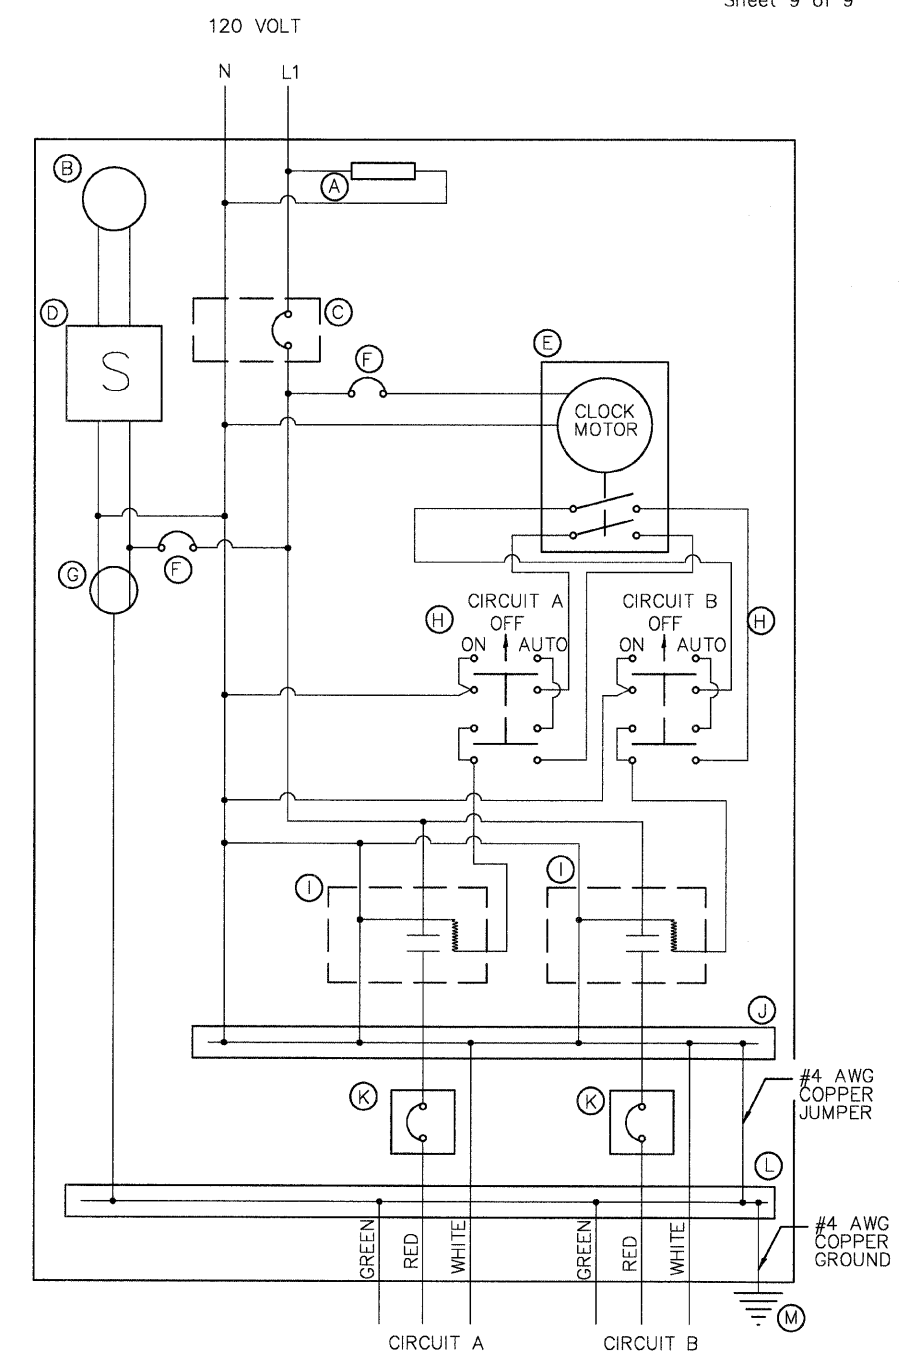 Sheet 9 of 9
120 VOLT
N L1
B
A
D
C
S
F
E
CLOCK
MOTOR
G
F
H
CIRCUIT A
OFF
ON AUTO
CIRCUIT B
OFF
ON AUTO
H
I
I
J
K
K
#4 AWG
COPPER
JUMPER
L
GREEN
RED
WHITE
GREEN
RED
WHITE
#4 AWG
COPPER
GROUND
M
CIRCUIT A
CIRCUIT B